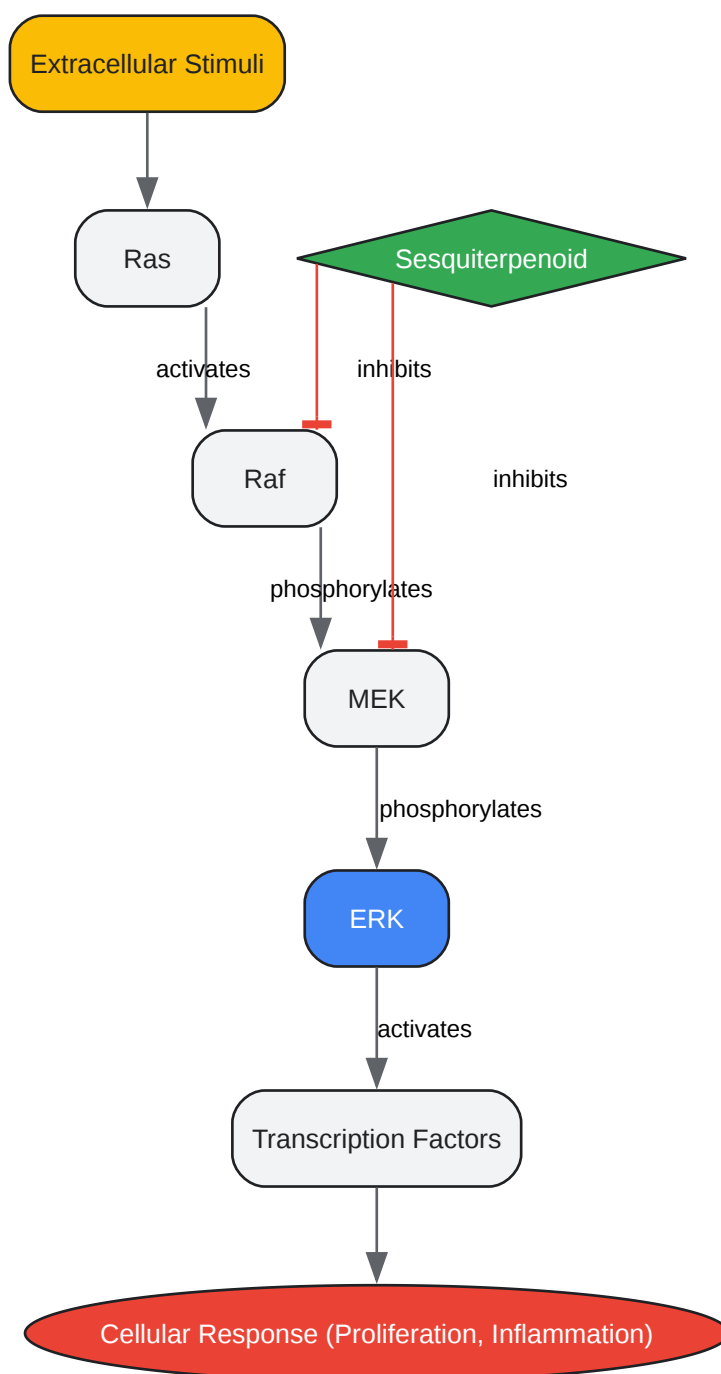 Extracellular Stimuli
Ras
Sesquiterpenoid
activates
inhibits
Raf
inhibits
phosphorylates
MEK
phosphorylates
ERK
activates
Transcription Factors
Cellular Response (Proliferation, Inflammation)